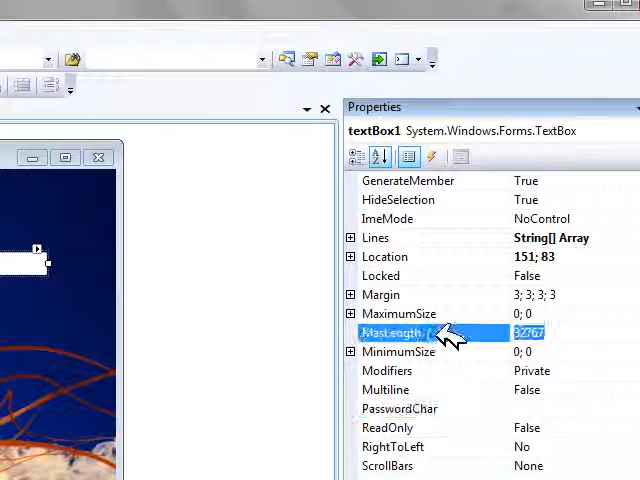 Properties
textBox1 System.Windows.Forms.TextBox
GenerateMember True
HideSelection True
ImeMode NoControl
Lines String[] Array
Location 151; 83
Locked False
Margin 3; 3; 3; 3
MaximumSize 0; 0
MaxLength 32767
MinimumSize 0; 0
Modifiers Private
Multiline False
PasswordChar
ReadOnly False
RightToLeft No
ScrollBars None